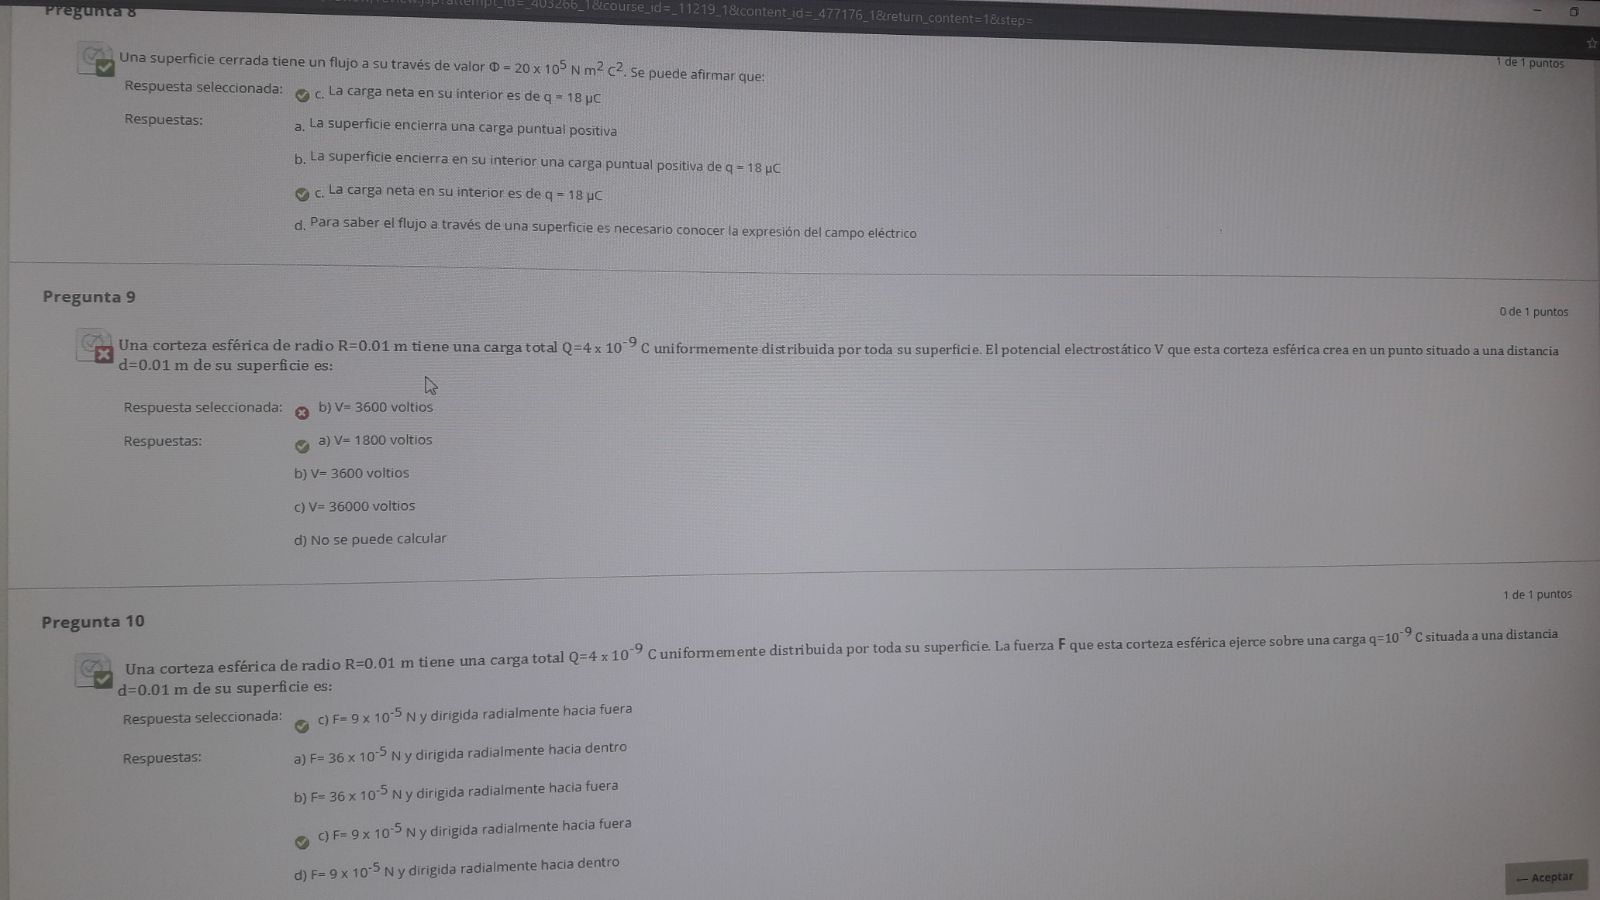 _403266_1&course_id=_11219_1&content_id=_477176_1&return_content=1&step=
Pregunta 8
1 de 1 puntos
Una superficie cerrada tiene un flujo a su través de valor Φ = 20 x 10⁵ N m² C². Se puede afirmar que:
Respuesta seleccionada: c. La carga neta en su interior es de q = 18 µC
Respuestas: a. La superficie encierra una carga puntual positiva
b. La superficie encierra en su interior una carga puntual positiva de q = 18 µC
c. La carga neta en su interior es de q = 18 µC
d. Para saber el flujo a través de una superficie es necesario conocer la expresión del campo eléctrico
Pregunta 9
0 de 1 puntos
Una corteza esférica de radio R=0.01 m tiene una carga total Q=4 x 10⁻⁹ C uniformemente distribuida por toda su superficie. El potencial electrostático V que esta corteza esférica crea en un punto situado a una distancia
d=0.01 m de su superficie es:
Respuesta seleccionada: b) V= 3600 voltios
Respuestas: a) V= 1800 voltios
b) V= 3600 voltios
c) V= 36000 voltios
d) No se puede calcular
Pregunta 10
1 de 1 puntos
Una corteza esférica de radio R=0.01 m tiene una carga total Q=4 x 10⁻⁹ C uniformemente distribuida por toda su superficie. La fuerza F que esta corteza esférica ejerce sobre una carga q=10⁻⁹ C situada a una distancia
d=0.01 m de su superficie es:
Respuesta seleccionada: c) F= 9 x 10⁻⁵ N y dirigida radialmente hacia fuera
Respuestas: a) F= 36 x 10⁻⁵ N y dirigida radialmente hacia dentro
b) F= 36 x 10⁻⁵ N y dirigida radialmente hacia fuera
c) F= 9 x 10⁻⁵ N y dirigida radialmente hacia fuera
d) F= 9 x 10⁻⁵ N y dirigida radialmente hacia dentro
← Aceptar